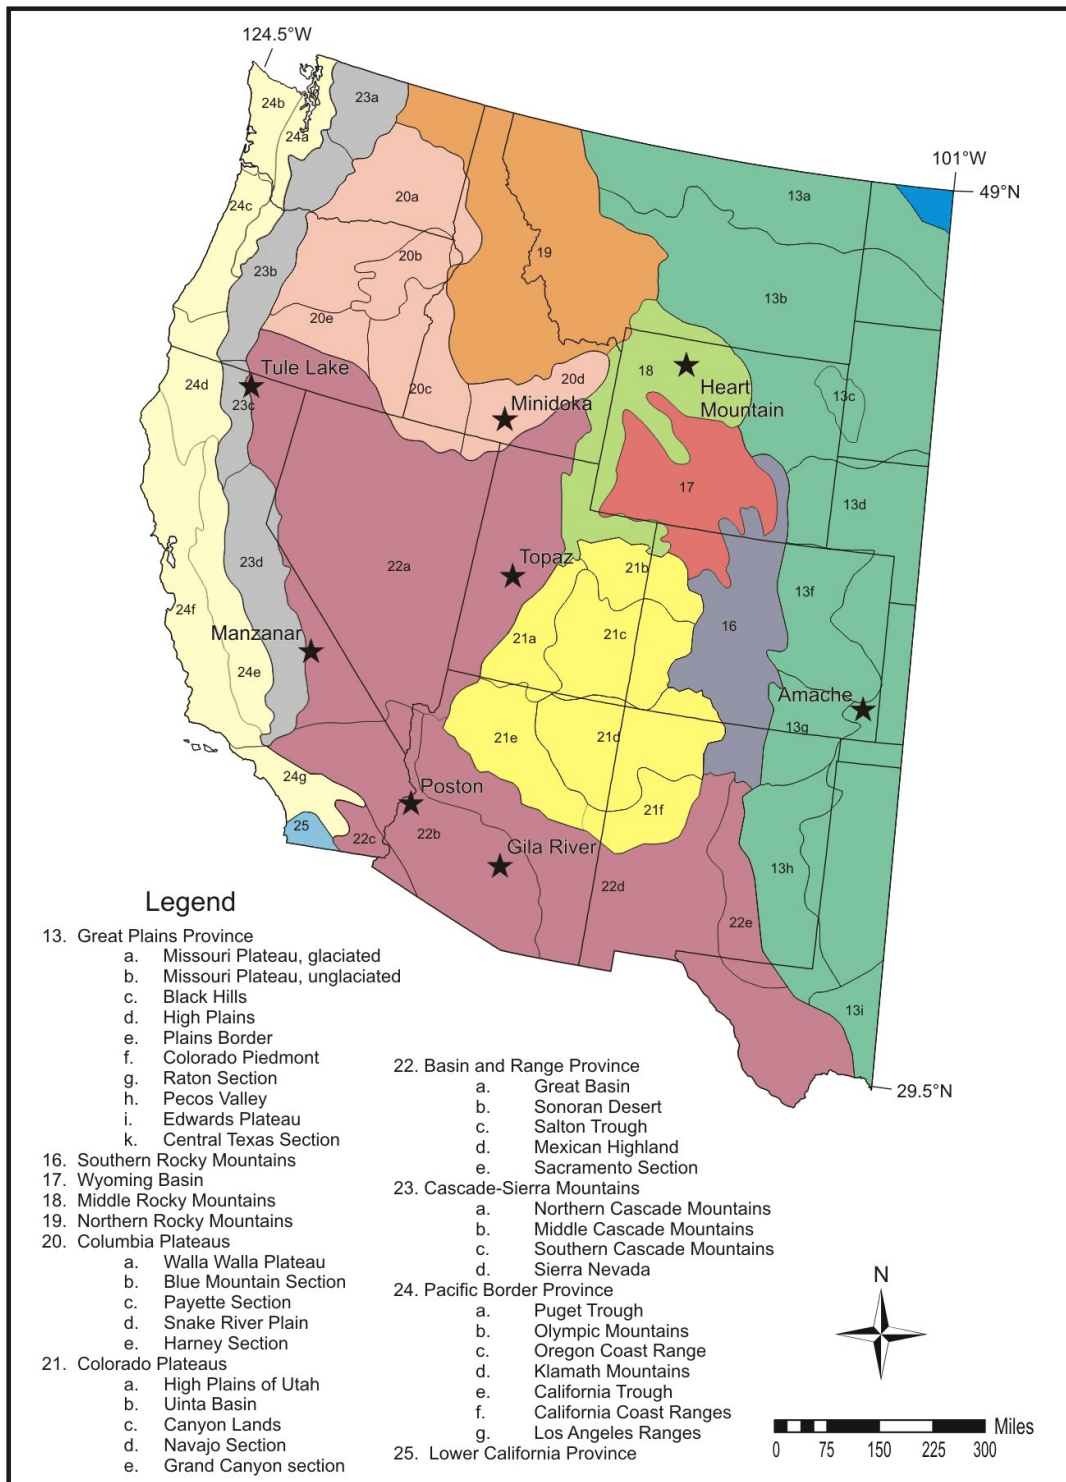 124.5°W
101°W
49°N
24b
24a
23a
24c
20a
13a
20b
19
23b
13b
20e
Tule Lake
24d
23c
20c
20d
18
Heart
Mountain
Minidoka
13c
17
13d
23d
22a
Topaz
21b
13f
24f
Manzanar
21a
21c
16
24e
Amache
21e
21d
13g
24g
Poston
25
22c
22b
21f
Gila River
22d
13h
22e
13i
29.5°N
Legend
13. Great Plains Province
a. Missouri Plateau, glaciated
b. Missouri Plateau, unglaciated
c. Black Hills
d. High Plains
e. Plains Border
f. Colorado Piedmont
g. Raton Section
h. Pecos Valley
i. Edwards Plateau
k. Central Texas Section
16. Southern Rocky Mountains
17. Wyoming Basin
18. Middle Rocky Mountains
19. Northern Rocky Mountains
20. Columbia Plateaus
a. Walla Walla Plateau
b. Blue Mountain Section
c. Payette Section
d. Snake River Plain
e. Harney Section
21. Colorado Plateaus
a. High Plains of Utah
b. Uinta Basin
c. Canyon Lands
d. Navajo Section
e. Grand Canyon section
22. Basin and Range Province
a. Great Basin
b. Sonoran Desert
c. Salton Trough
d. Mexican Highland
e. Sacramento Section
23. Cascade-Sierra Mountains
a. Northern Cascade Mountains
b. Middle Cascade Mountains
c. Southern Cascade Mountains
d. Sierra Nevada
24. Pacific Border Province
a. Puget Trough
b. Olympic Mountains
c. Oregon Coast Range
d. Klamath Mountains
e. California Trough
f. California Coast Ranges
g. Los Angeles Ranges
25. Lower California Province
N
Miles
0 75 150 225 300